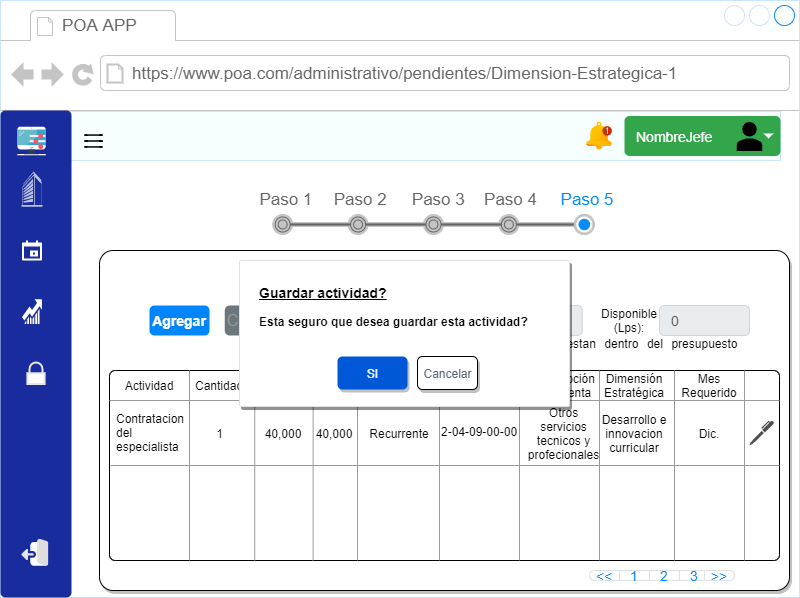 POA APP
https://www.poa.com/administrativo/pendientes/Dimension-Estrategica-1
1
NombreJefe
Paso 1 Paso 2 Paso 3 Paso 4 Paso 5
Guardar actividad?
Esta seguro que desea guardar esta actividad?
SI Cancelar
Agregar C
Disponible
(Lps):
0
estan dentro del presupuesto
Actividad
Cantidad
Dimensión
Estratégica
Mes
Requerido
Contratacion
del
especialista
1
40,000
40,000
Recurrente
2-04-09-00-00
Otros
servicios
tecnicos y
profecionales
Desarrollo e
innovacion
curricular
Dic.
<< 1 2 3 >>